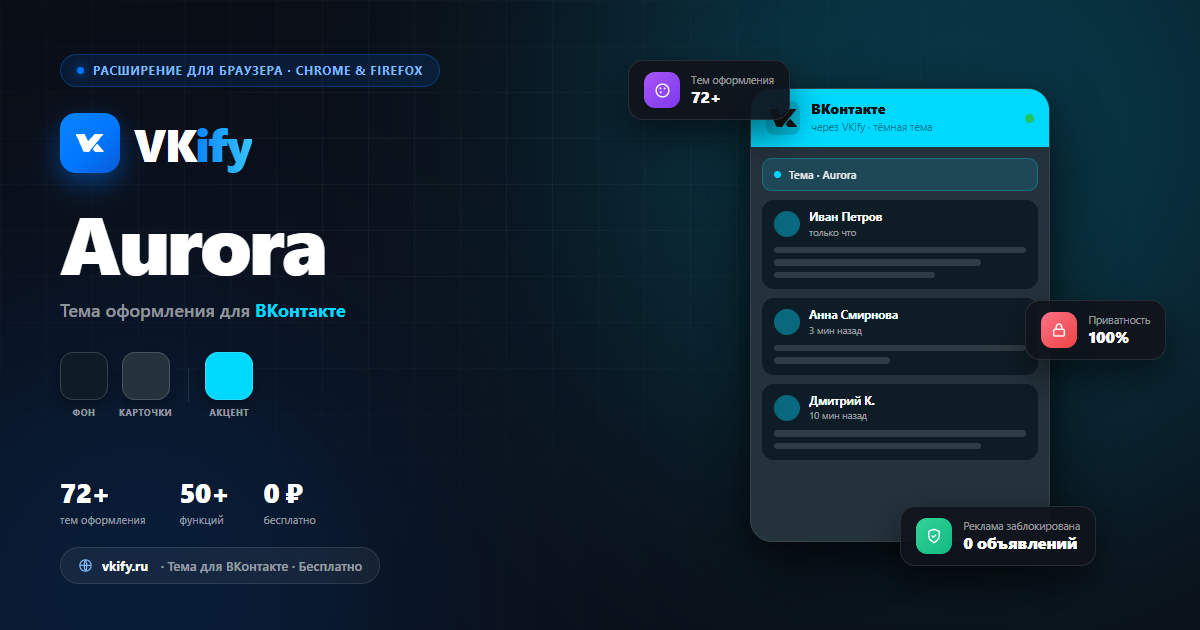 РАСШИРЕНИЕ ДЛЯ БРАУЗЕРА · CHROME & FIREFOX
VKify
Aurora
Тема оформления для ВКонтакте
ФОН
КАРТОЧКИ
АКЦЕНТ
72+
тем оформления
50+
функций
0 ₽
бесплатно
vkify.ru · Тема для ВКонтакте · Бесплатно
Тем оформления
72+
ВКонтакте
через VKify · тёмная тема
Тема · Aurora
Иван Петров
только что
Анна Смирнова
3 мин назад
Дмитрий К.
10 мин назад
Приватность
100%
Реклама заблокирована
0 объявлений